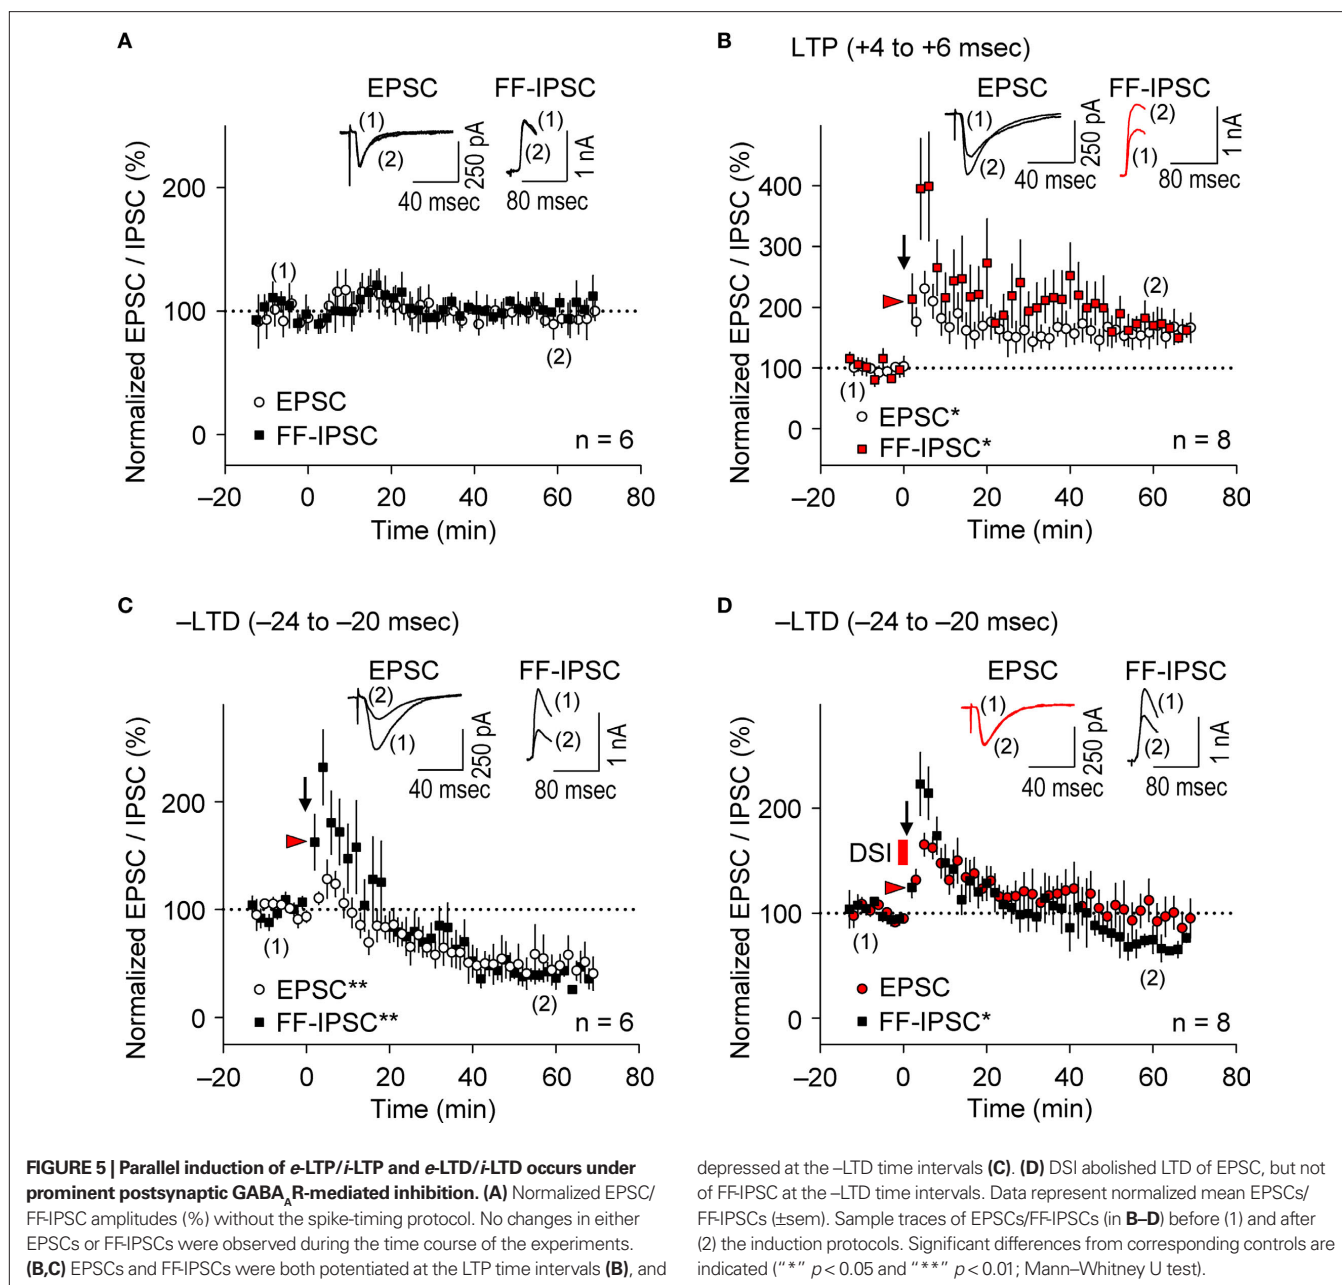 A
EPSC
FF-IPSC
(1)
(2)
250 pA
40 msec
(1)
(2)
1 nA
80 msec
Normalized EPSC / IPSC (%)
200
100
0
(1)
(2)
EPSC
FF-IPSC
n = 6
–20 0 20 40 60 80
Time (min)
B
LTP (+4 to +6 msec)
EPSC
FF-IPSC
(1)
(2)
250 pA
40 msec
(2)
(1)
1 nA
80 msec
Normalized EPSC / IPSC (%)
400
300
200
100
0
(1)
(2)
EPSC*
FF-IPSC*
n = 8
–20 0 20 40 60 80
Time (min)
C
–LTD (–24 to –20 msec)
EPSC
FF-IPSC
(2)
(1)
250 pA
40 msec
(1)
(2)
1 nA
80 msec
Normalized EPSC / IPSC (%)
200
100
0
(1)
(2)
EPSC**
FF-IPSC**
n = 6
–20 0 20 40 60 80
Time (min)
D
–LTD (–24 to –20 msec)
EPSC
FF-IPSC
(1)
(2)
250 pA
40 msec
(1)
(2)
1 nA
80 msec
Normalized EPSC / IPSC (%)
200
100
0
DSI
(1)
(2)
EPSC
FF-IPSC*
n = 8
–20 0 20 40 60 80
Time (min)
FIGURE 5 | Parallel induction of e-LTP/i-LTP and e-LTD/i-LTD occurs under
prominent postsynaptic GABA_AR-mediated inhibition. (A) Normalized EPSC/
FF-IPSC amplitudes (%) without the spike-timing protocol. No changes in either
EPSCs or FF-IPSCs were observed during the time course of the experiments.
(B,C) EPSCs and FF-IPSCs were both potentiated at the LTP time intervals (B), and
depressed at the –LTD time intervals (C). (D) DSI abolished LTD of EPSC, but not
of FF-IPSC at the –LTD time intervals. Data represent normalized mean EPSCs/
FF-IPSCs (±sem). Sample traces of EPSCs/FF-IPSCs (in B–D) before (1) and after
(2) the induction protocols. Significant differences from corresponding controls are
indicated (“*” p < 0.05 and “**” p < 0.01; Mann–Whitney U test).